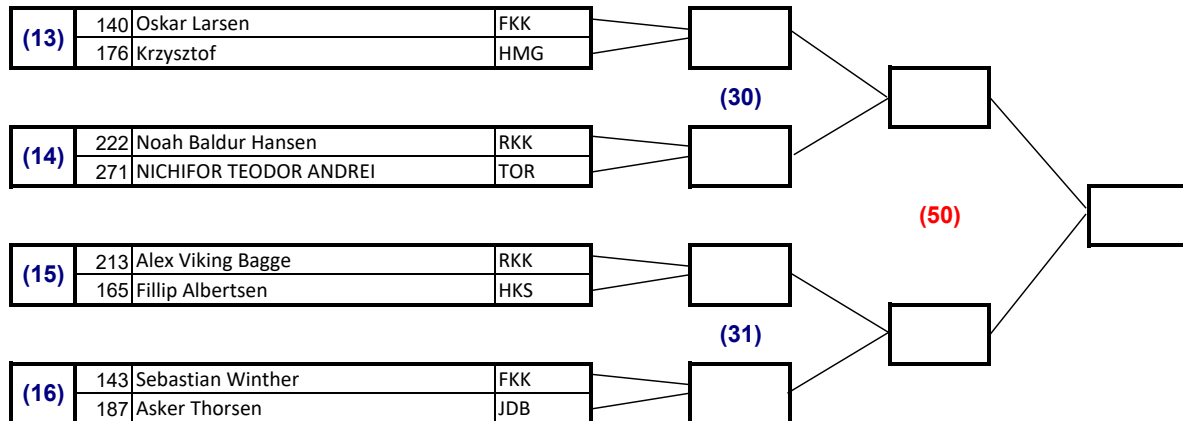 (13) 140 Oskar Larsen FKK
176 Krzysztof HMG
(30)
(14) 222 Noah Baldur Hansen RKK
271 NICHIFOR TEODOR ANDREI TOR
(50)
(15) 213 Alex Viking Bagge RKK
165 Fillip Albertsen HKS
(31)
(16) 143 Sebastian Winther FKK
187 Asker Thorsen JDB